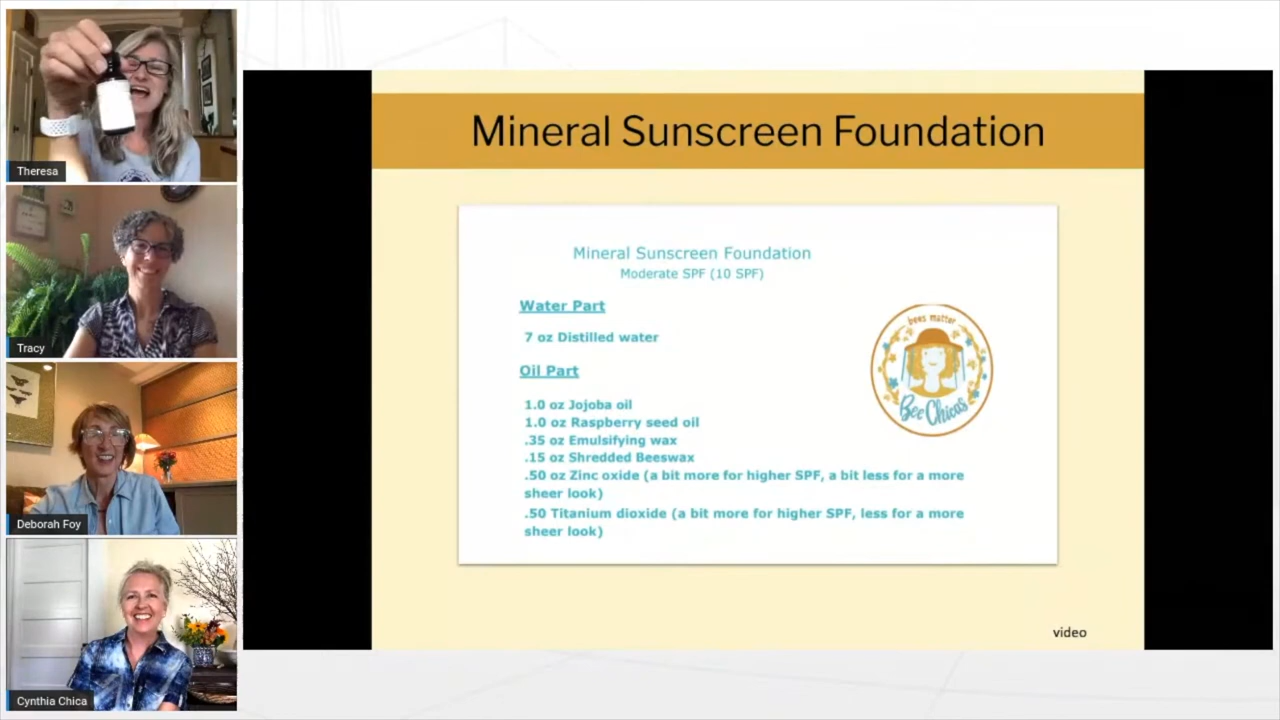 Theresa
Tracy
Deborah Foy
Cynthia Chica
Mineral Sunscreen Foundation
Mineral Sunscreen Foundation
Moderate SPF (10 SPF)
Water Part
7 oz Distilled water
Oil Part
1.0 oz Jojoba oil
1.0 oz Raspberry seed oil
.35 oz Emulsifying wax
.15 oz Shredded Beeswax
.50 oz Zinc oxide (a bit more for higher SPF, a bit less for a more
sheer look)
.50 Titanium dioxide (a bit more for higher SPF, less for a more
sheer look)
bees matter
Bee Chicas
video